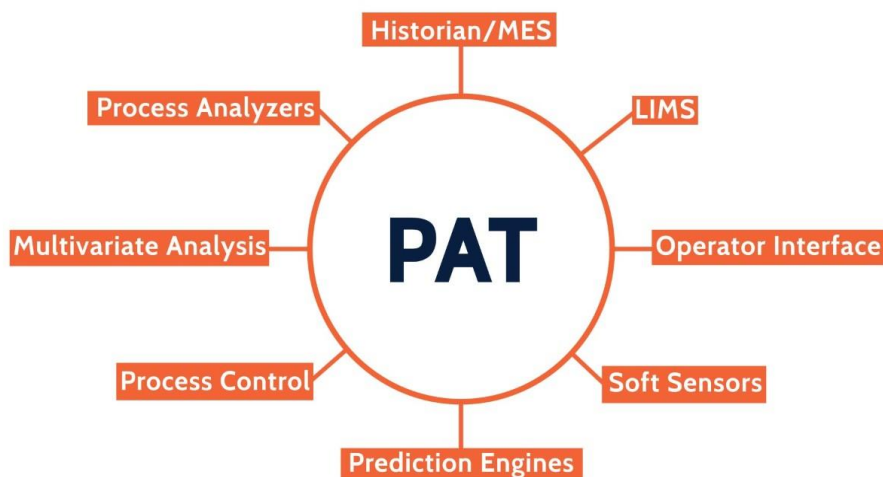 Historian/MES
Process Analyzers
LIMS
Multivariate Analysis
PAT
Operator Interface
Process Control
Soft Sensors
Prediction Engines